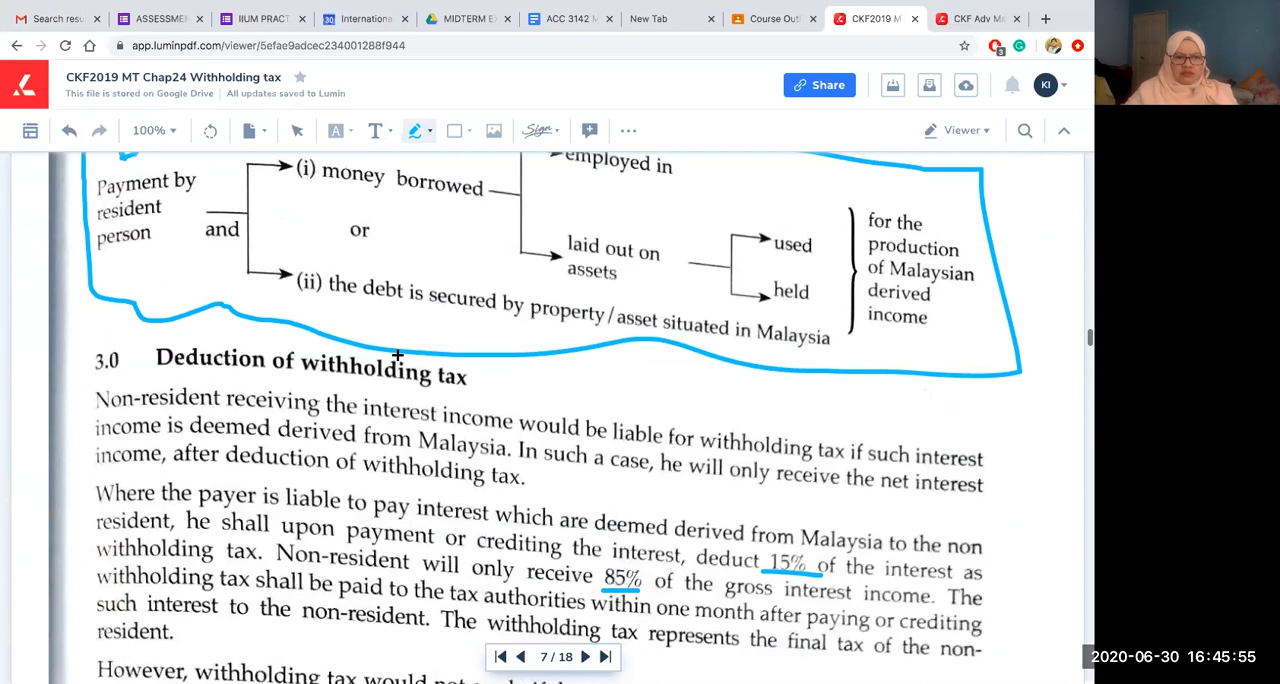 Search resu
ASSESSME
IIUM PRACT
Internatione
MIDTERM E
ACC 3142 M
New Tab
Course Out
CKF2019 M
CKF Adv M
app.luminpdf.com/viewer/5efae9adcec234001288f944
3
CKF2019 MT Chap24 Withholding tax
This file is stored on Google Drive
All updates saved to Lumin
Share
KI
100%
A
T
Sign
Viewer
employed in
Payment by
resident
person
and
(i) money borrowed
or
laid out on
assets
used
held
for the
production
of Malaysian
derived
income
(ii) the debt is secured by property/asset situated in Malaysia
3.0 Deduction of withholding tax
Non-resident receiving the interest income would be liable for withholding tax if such interest
income is deemed derived from Malaysia. In such a case, he will only receive the net interest
income, after deduction of withholding tax.
Where the payer is liable to pay interest which are deemed derived from Malaysia to the non
resident, he shall upon payment or crediting the interest, deduct 15% of the interest as
withholding tax. Non-resident will only receive 85% of the gross interest income. The
withholding tax shall be paid to the tax authorities within one month after paying or crediting
such interest to the non-resident. The withholding tax represents the final tax of the non-
resident.
7 / 18
However, withholding tax would not
2020-06-30 16:45:55